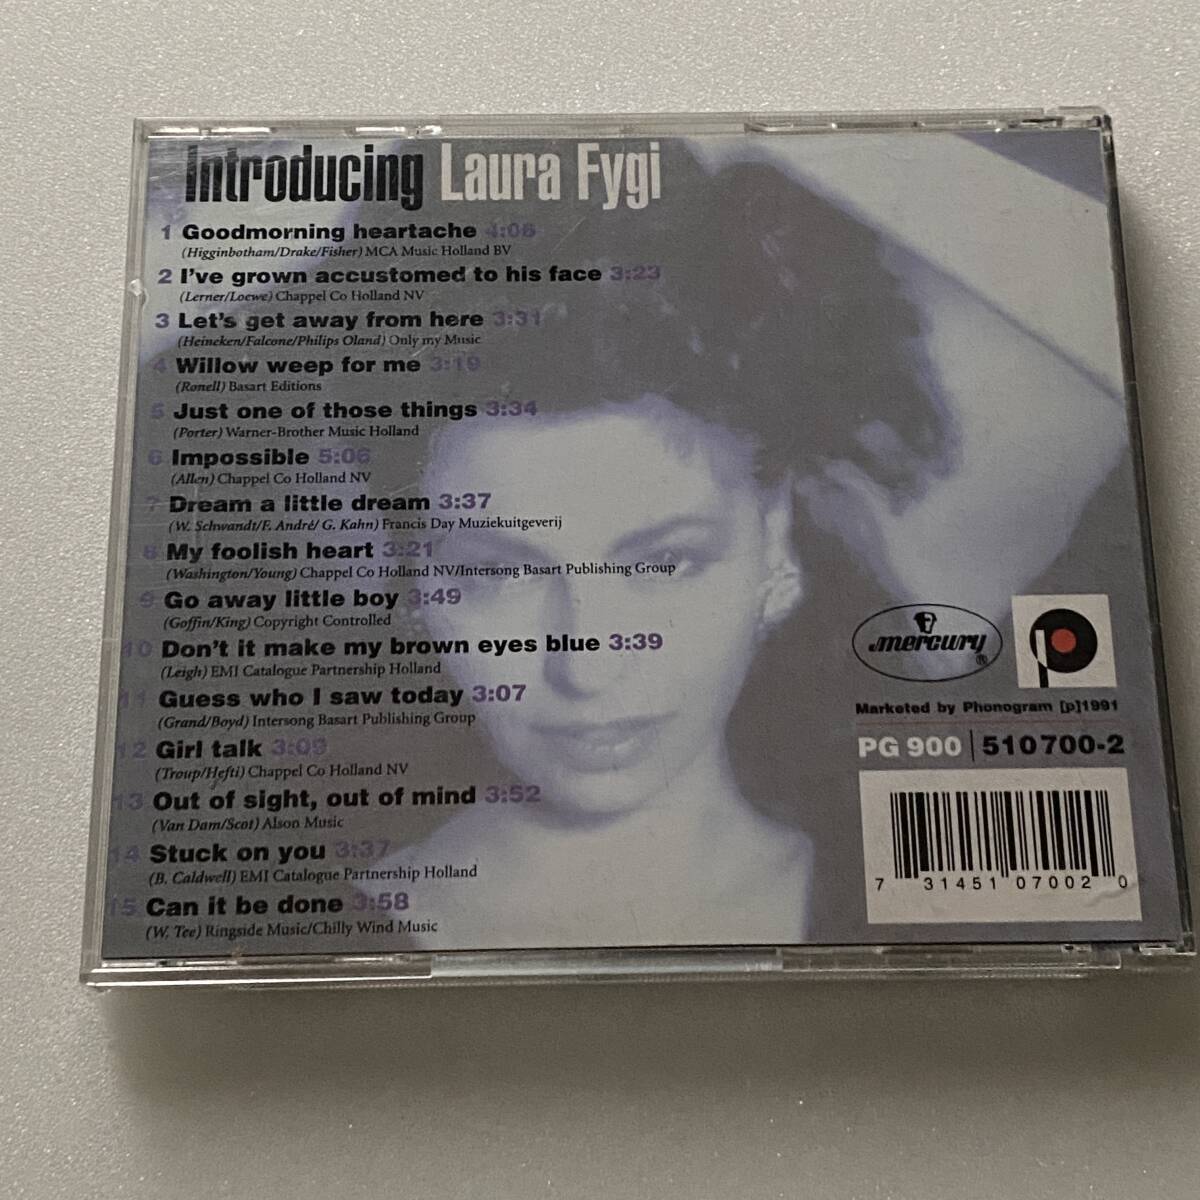 Introducing Laura Fygi
1 Goodmorning heartache 4:06
(Higginbotham/Drake/Fisher) MCA Music Holland BV
2 I've grown accustomed to his face 3:23
(Lerner/Loewe) Chappel Co Holland NV
3 Let's get away from here 3:31
(Heineken/Falcone/Philips Oland) Only my Music
4 Willow weep for me 3:19
(Ronell) Basart Editions
5 Just one of those things 3:34
(Porter) Warner-Brother Music Holland
6 Impossible 5:06
(Allen) Chappel Co Holland NV
7 Dream a little dream 3:37
(W. Schwandt/F. André/ G. Kahn) Francis Day Muziekuitgeverij
8 My foolish heart 3:21
(Washington/Young) Chappel Co Holland NV/Intersong Basart Publishing Group
9 Go away little boy 3:49
(Goffin/King) Copyright Controlled
10 Don't it make my brown eyes blue 3:39
(Leigh) EMI Catalogue Partnership Holland
11 Guess who I saw today 3:07
(Grand/Boyd) Intersong Basart Publishing Group
12 Girl talk 3:09
(Troup/Hefti) Chappel Co Holland NV
13 Out of sight, out of mind 3:52
(Van Dam/Scot) Alson Music
14 Stuck on you 3:37
(B. Caldwell) EMI Catalogue Partnership Holland
15 Can it be done 3:58
(W. Tee) Ringside Music/Chilly Wind Music
mercury ®
Marketed by Phonogram [p]1991
PG 900 | 510 700-2
7 31451 07002 0